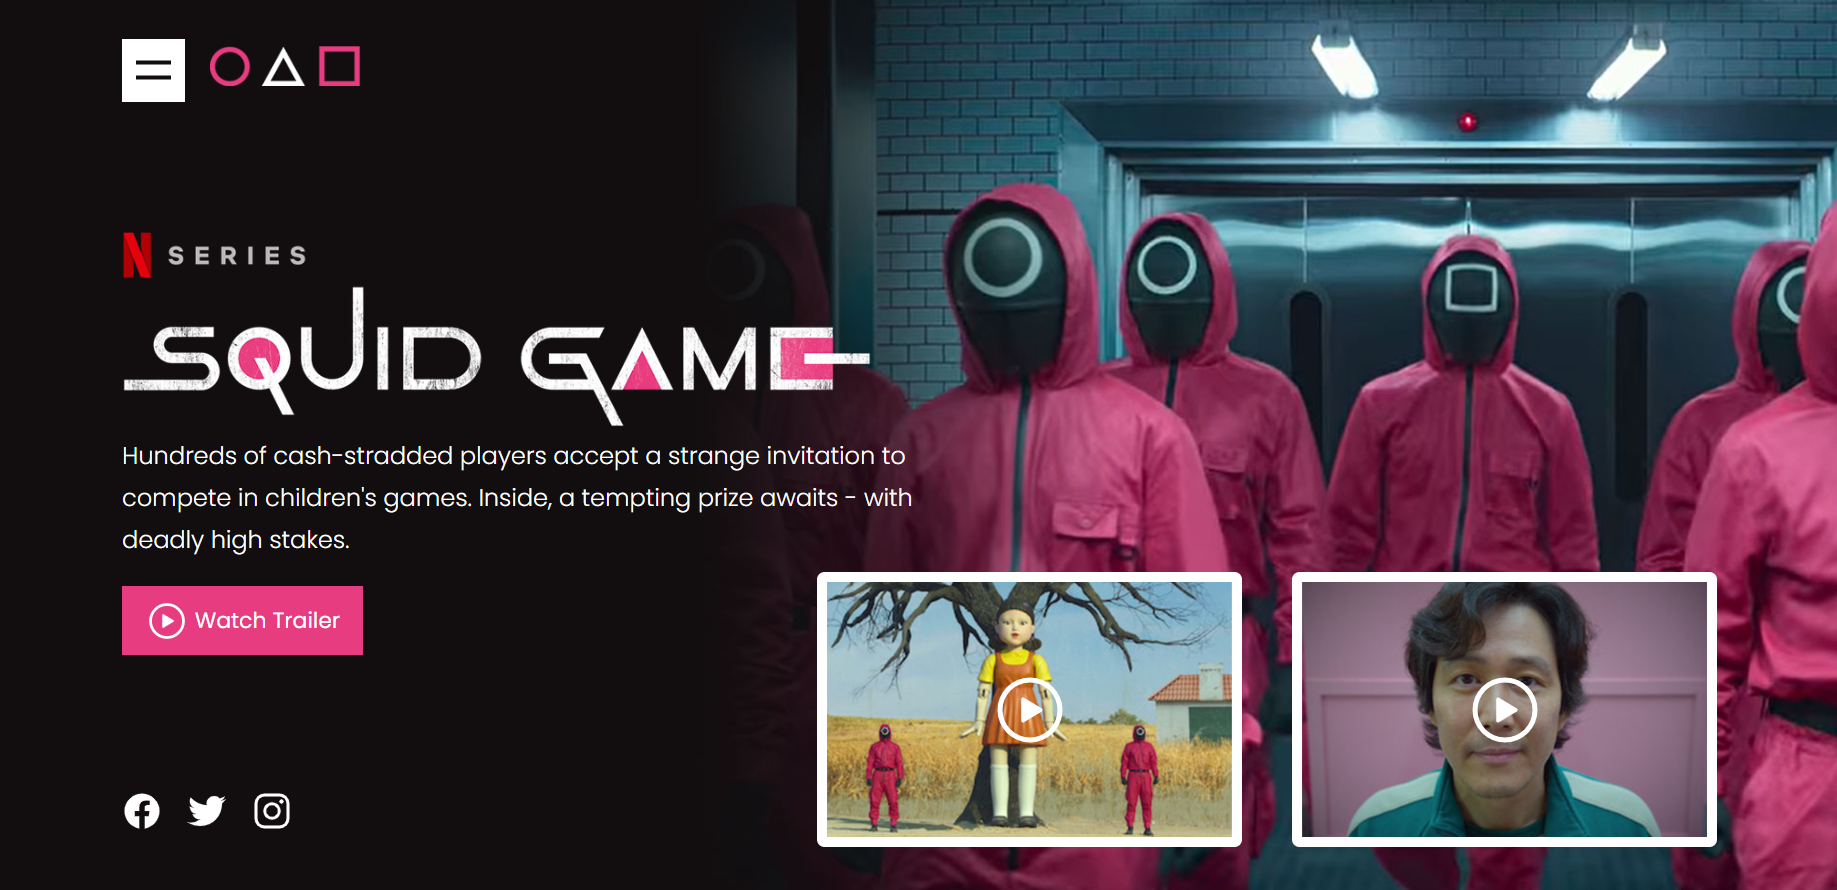 N SERIES
SQUID GAME
Hundreds of cash-stradded players accept a strange invitation to
compete in children's games. Inside, a tempting prize awaits - with
deadly high stakes.
Watch Trailer